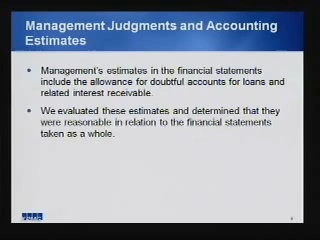 Management Judgments and Accounting
Estimates
Management's estimates in the financial statements
include the allowance for doubtful accounts for loans and
related interest receivable.
We evaluated these estimates and determined that they
were reasonable in relation to the financial statements
taken as a whole.